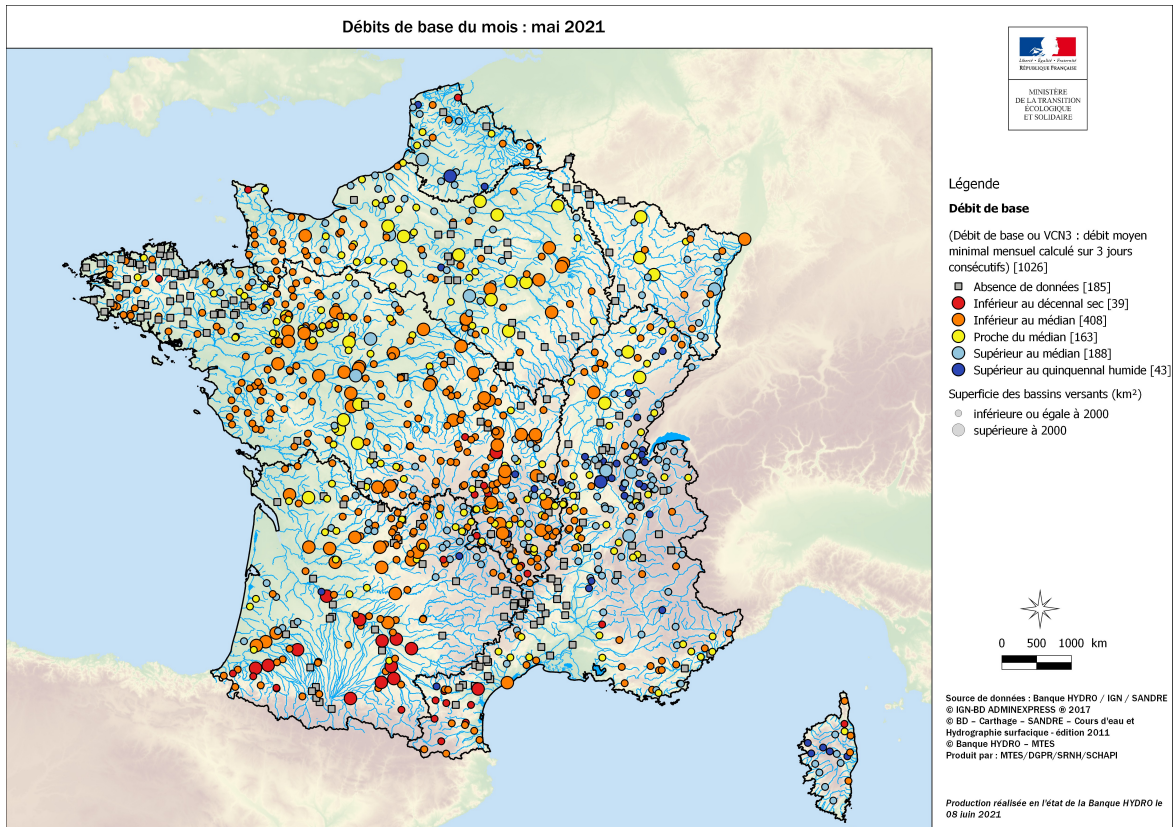 Débits de base du mois : mai 2021
Liberté • Égalité • Fraternité
RÉPUBLIQUE FRANÇAISE
MINISTÈRE
DE LA TRANSITION
ÉCOLOGIQUE
ET SOLIDAIRE
Légende
Débit de base
(Débit de base ou VCN3 : débit moyen
minimal mensuel calculé sur 3 jours
consécutifs) [1026]
Absence de données [185]
Inférieur au décennal sec [39]
Inférieur au médian [408]
Proche du médian [163]
Supérieur au médian [188]
Supérieur au quinquennal humide [43]
Superficie des bassins versants (km²)
inférieure ou égale à 2000
supérieure à 2000
0 500 1000 km
Source de données : Banque HYDRO / IGN / SANDRE
© IGN-BD ADMINEXPRESS ® 2017
© BD – Carthage – SANDRE – Cours d'eau et
Hydrographie surfacique - édition 2011
© Banque HYDRO – MTES
Produit par : MTES/DGPR/SRNH/SCHAPI
Production réalisée en l'état de la Banque HYDRO le
08 juin 2021